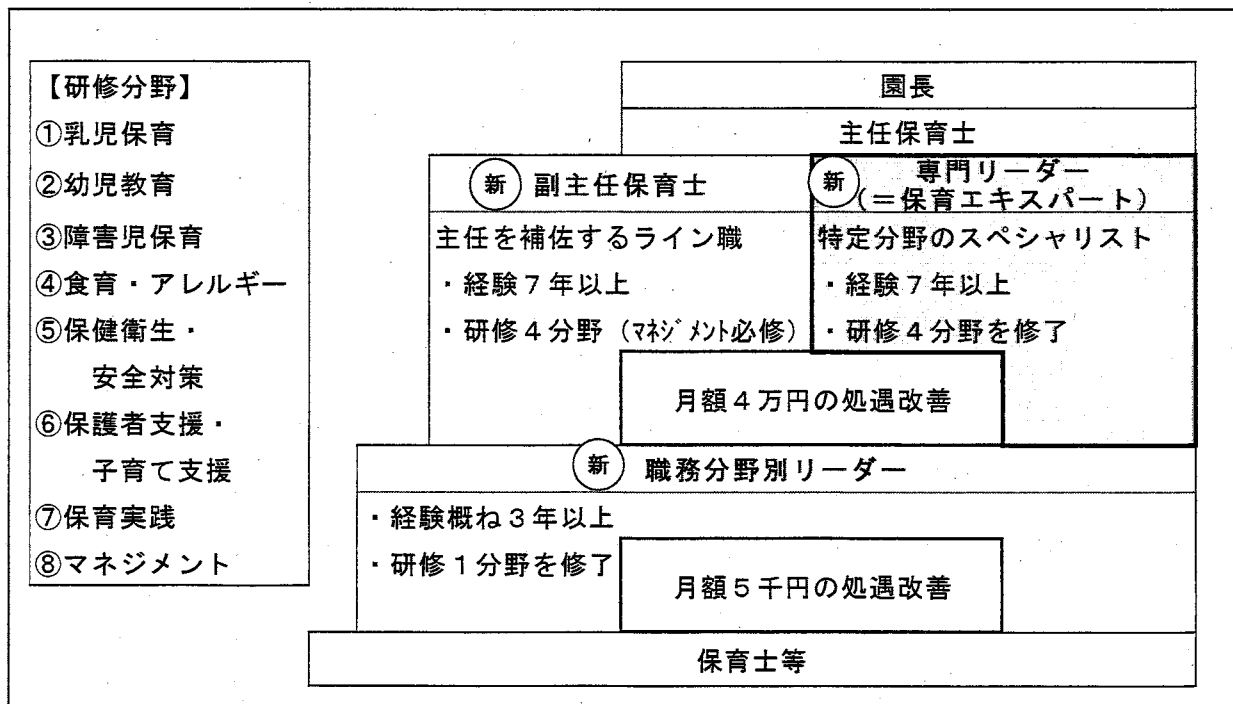 【研修分野】
①乳児保育
②幼児教育
③障害児保育
④食育・アレルギー
⑤保健衛生・
安全対策
⑥保護者支援・
子育て支援
⑦保育実践
⑧マネジメント
園長
主任保育士
新 副主任保育士
主任を補佐するライン職
・経験7年以上
・研修4分野(ﾏﾈｼﾞﾒﾝﾄ必修)
新 専門リーダー
(=保育エキスパート)
特定分野のスペシャリスト
・経験7年以上
・研修4分野を修了
月額4万円の処遇改善
新 職務分野別リーダー
・経験概ね3年以上
・研修1分野を修了
月額5千円の処遇改善
保育士等